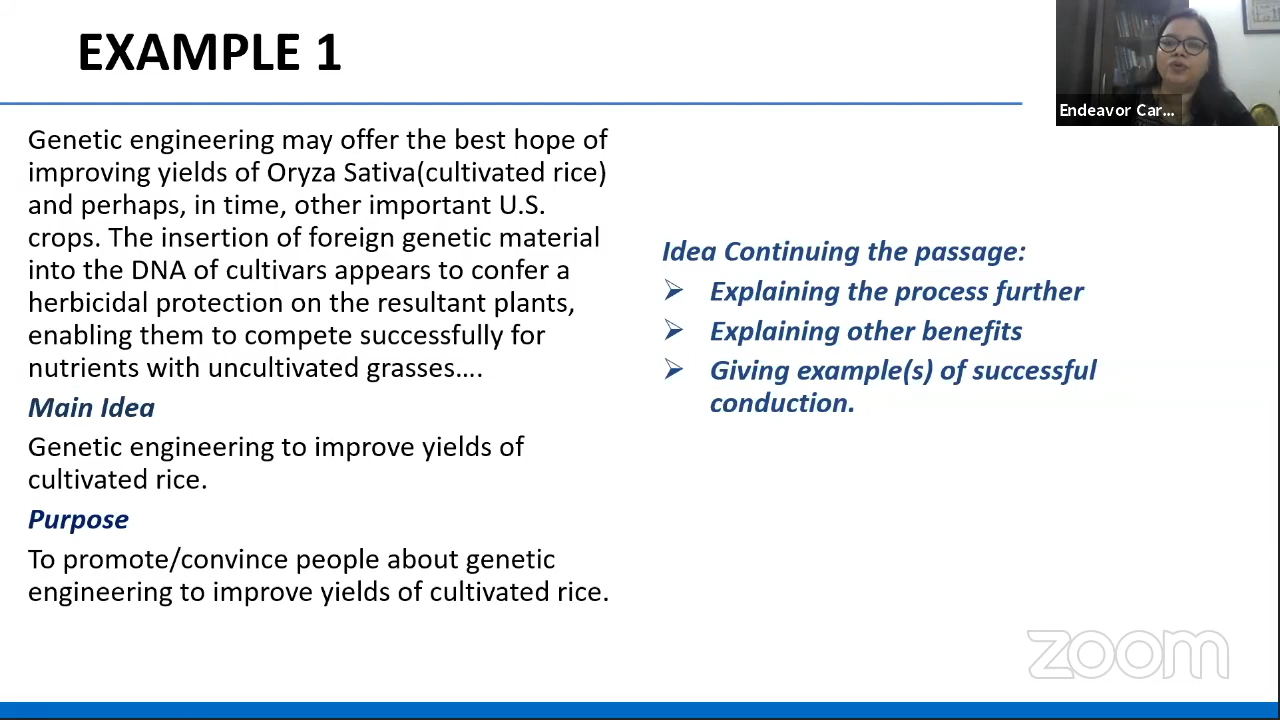 EXAMPLE 1
Endeavor Car...
Genetic engineering may offer the best hope of
improving yields of Oryza Sativa(cultivated rice)
and perhaps, in time, other important U.S.
crops. The insertion of foreign genetic material
into the DNA of cultivars appears to confer a
herbicidal protection on the resultant plants,
enabling them to compete successfully for
nutrients with uncultivated grasses....
Main Idea
Genetic engineering to improve yields of
cultivated rice.
Purpose
To promote/convince people about genetic
engineering to improve yields of cultivated rice.
Idea Continuing the passage:
➢ Explaining the process further
➢ Explaining other benefits
➢ Giving example(s) of successful
conduction.
zoom